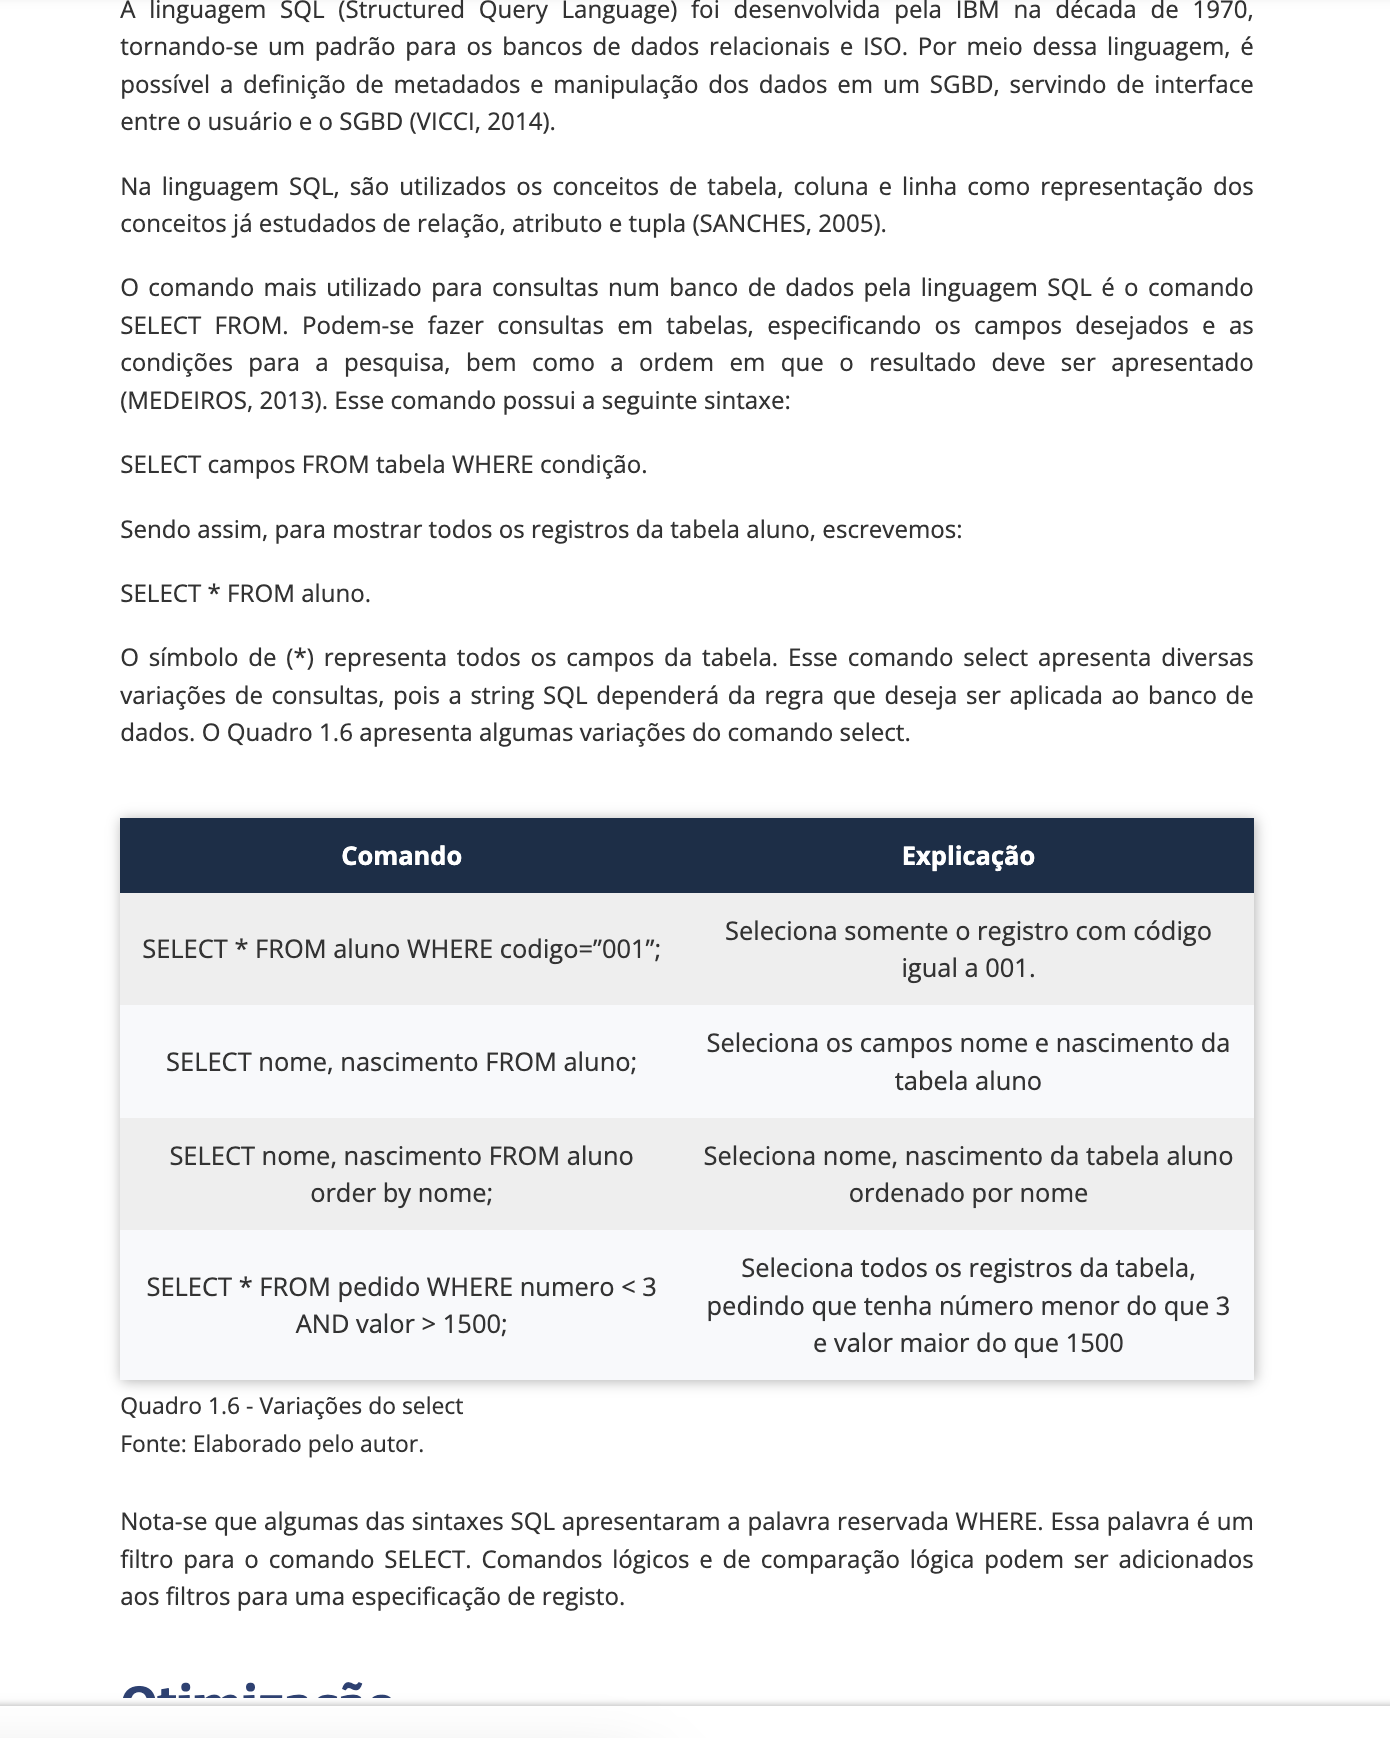 A linguagem SQL (Structured Query Language) foi desenvolvida pela IBM na década de 1970,
tornando-se um padrão para os bancos de dados relacionais e ISO. Por meio dessa linguagem, é
possível a definição de metadados e manipulação dos dados em um SGBD, servindo de interface
entre o usuário e o SGBD (VICCI, 2014).
Na linguagem SQL, são utilizados os conceitos de tabela, coluna e linha como representação dos
conceitos já estudados de relação, atributo e tupla (SANCHES, 2005).
O comando mais utilizado para consultas num banco de dados pela linguagem SQL é o comando
SELECT FROM. Podem-se fazer consultas em tabelas, especificando os campos desejados e as
condições para a pesquisa, bem como a ordem em que o resultado deve ser apresentado
(MEDEIROS, 2013). Esse comando possui a seguinte sintaxe:
SELECT campos FROM tabela WHERE condição.
Sendo assim, para mostrar todos os registros da tabela aluno, escrevemos:
SELECT * FROM aluno.
O símbolo de (*) representa todos os campos da tabela. Esse comando select apresenta diversas
variações de consultas, pois a string SQL dependerá da regra que deseja ser aplicada ao banco de
dados. O Quadro 1.6 apresenta algumas variações do comando select.
Comando
Explicação
SELECT * FROM aluno WHERE codigo=”001”;
Seleciona somente o registro com código
igual a 001.
SELECT nome, nascimento FROM aluno;
Seleciona os campos nome e nascimento da
tabela aluno
SELECT nome, nascimento FROM aluno
order by nome;
Seleciona nome, nascimento da tabela aluno
ordenado por nome
SELECT * FROM pedido WHERE numero < 3
AND valor > 1500;
Seleciona todos os registros da tabela,
pedindo que tenha número menor do que 3
e valor maior do que 1500
Quadro 1.6 - Variações do select
Fonte: Elaborado pelo autor.
Nota-se que algumas das sintaxes SQL apresentaram a palavra reservada WHERE. Essa palavra é um
filtro para o comando SELECT. Comandos lógicos e de comparação lógica podem ser adicionados
aos filtros para uma especificação de registo.
Otimização